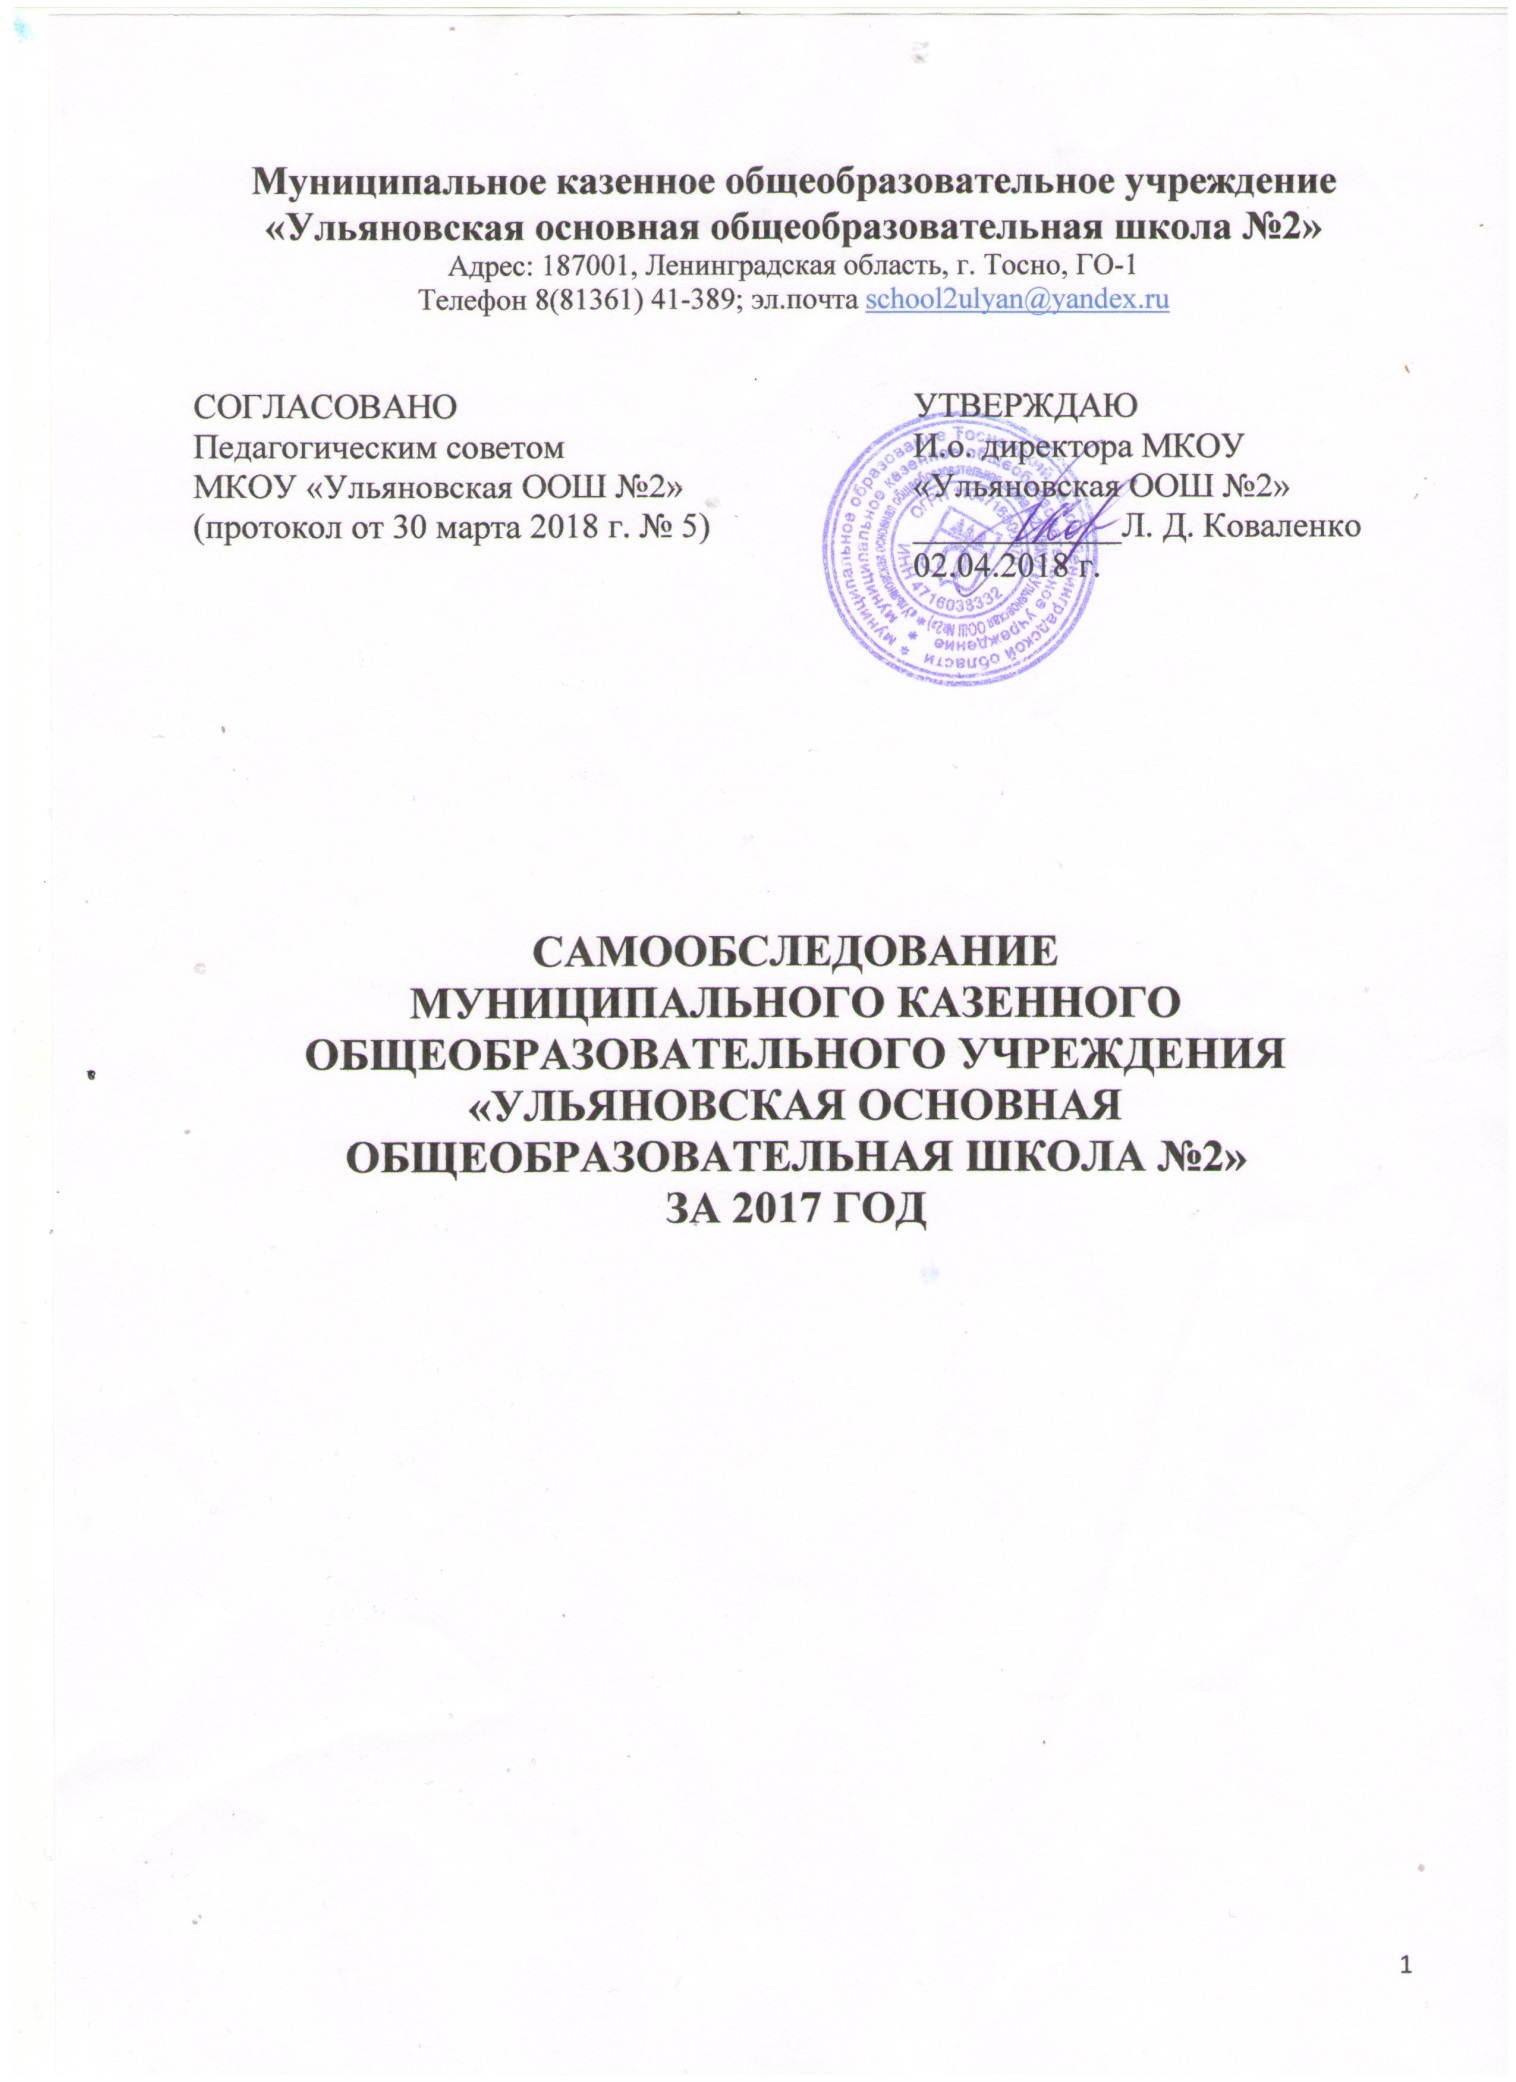 Муниципальное казенное общеобразовательное учреждение
«Ульяновская основная общеобразовательная школа №2»
Адрес: 187001, Ленинградская область, г. Тосно, ГО-1
Телефон 8(81361) 41-389; эл.почта school2ulyan@yandex.ru
СОГЛАСОВАНО
Педагогическим советом
МКОУ «Ульяновская ООШ №2»
(протокол от 30 марта 2018 г. № 5)
УТВЕРЖДАЮ
И.о. директора МКОУ
«Ульяновская ООШ №2»
____________Л. Д. Коваленко
02.04.2018 г.
ИНН 4716038332
САМООБСЛЕДОВАНИЕ
МУНИЦИПАЛЬНОГО КАЗЕННОГО
ОБЩЕОБРАЗОВАТЕЛЬНОГО УЧРЕЖДЕНИЯ
«УЛЬЯНОВСКАЯ ОСНОВНАЯ
ОБЩЕОБРАЗОВАТЕЛЬНАЯ ШКОЛА №2»
ЗА 2017 ГОД
1